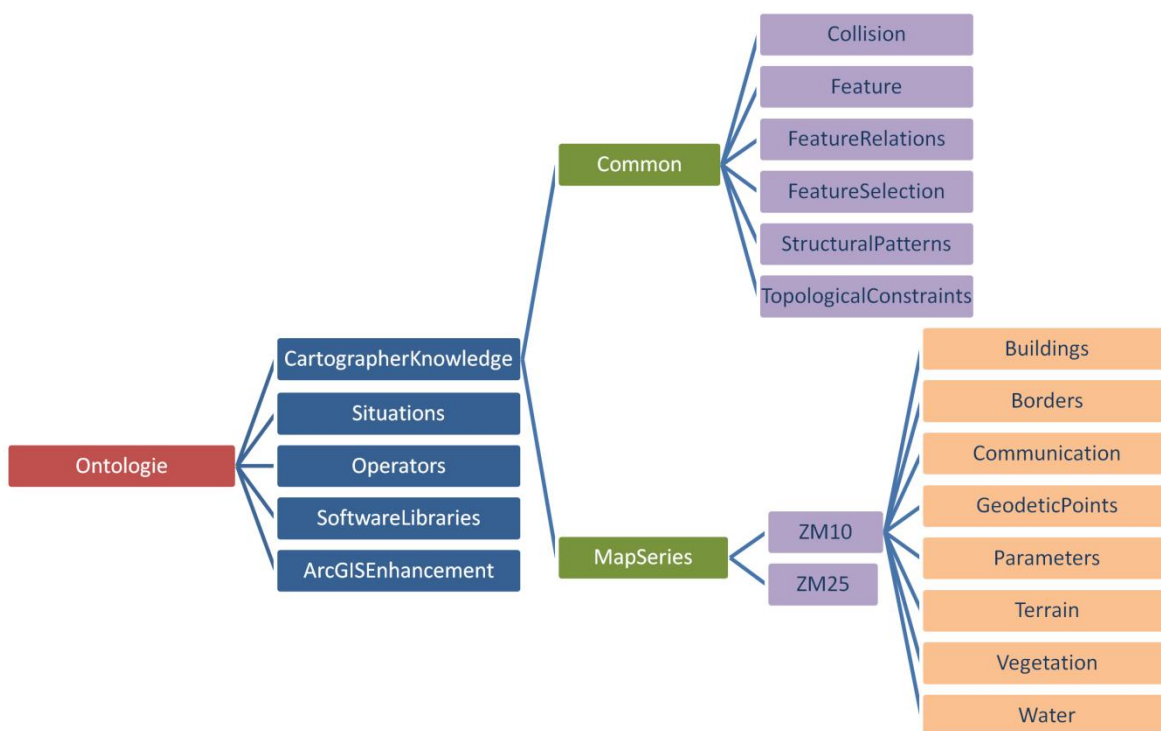 Ontologie
CartographerKnowledge
Situations
Operators
SoftwareLibraries
ArcGISEnhancement
Common
MapSeries
Collision
Feature
FeatureRelations
FeatureSelection
StructuralPatterns
TopologicalConstraints
ZM10
ZM25
Buildings
Borders
Communication
GeodeticPoints
Parameters
Terrain
Vegetation
Water